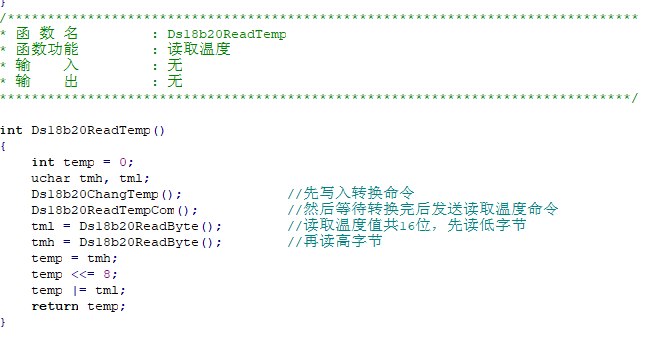 }
/*******************************************************************************
* 函 数 名         : Ds18b20ReadTemp
* 函数功能         : 读取温度
* 输    入         : 无
* 输    出         : 无
*******************************************************************************/
int Ds18b20ReadTemp()
{
    int temp = 0;
    uchar tmh, tml;
    Ds18b20ChangTemp();             //先写入转换命令
    Ds18b20ReadTempCom();           //然后等待转换完后发送读取温度命令
    tml = Ds18b20ReadByte();        //读取温度值共16位，先读低字节
    tmh = Ds18b20ReadByte();        //再读高字节
    temp = tmh;
    temp <<= 8;
    temp |= tml;
    return temp;
}